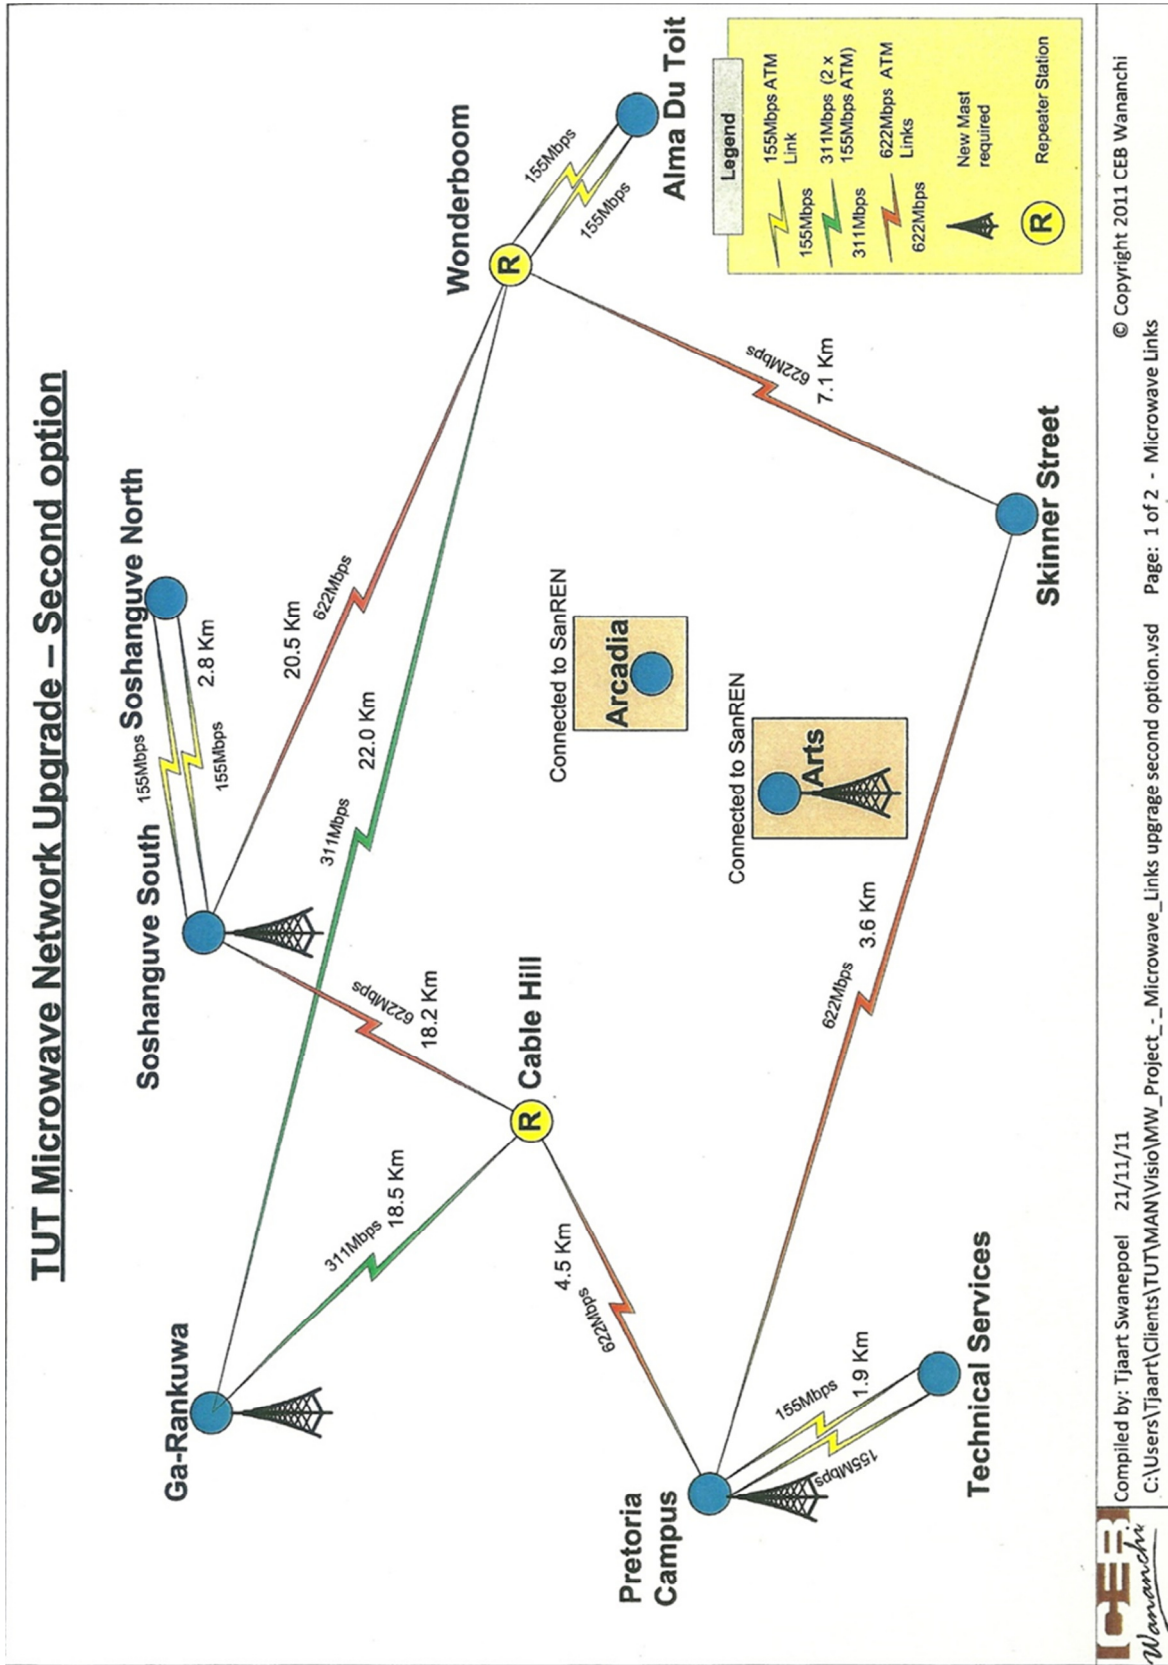 TUT Microwave Network Upgrade – Second option
Ga-Rankuwa
Soshanguve South
Soshanguve North
155Mbps
155Mbps
2.8 Km
20.5 Km
622Mbps
311Mbps
22.0 Km
622Mbps
18.2 Km
311Mbps
18.5 Km
R
Cable Hill
Wonderboom
R
155Mbps
155Mbps
Alma Du Toit
4.5 Km
622Mbps
Connected to SanREN
Arcadia
Connected to SanREN
Arts
622Mbps
7.1 Km
Pretoria
Campus
155Mbps
1.9 Km
155Mbps
Technical Services
622Mbps
3.6 Km
Skinner Street
Legend
155Mbps
155Mbps ATM
Link
311Mbps
311Mbps (2 x
155Mbps ATM)
622Mbps
622Mbps ATM
Links
New Mast
required
R
Repeater Station
CEB
Wananchi
Compiled by: Tjaart Swanepoel 21/11/11
© Copyright 2011 CEB Wananchi
C:\Users\Tjaart\Clients\TUT\MAN\Visio\MW_Project_-_Microwave_Links upgrage second option.vsd
Page: 1 of 2 - Microwave Links